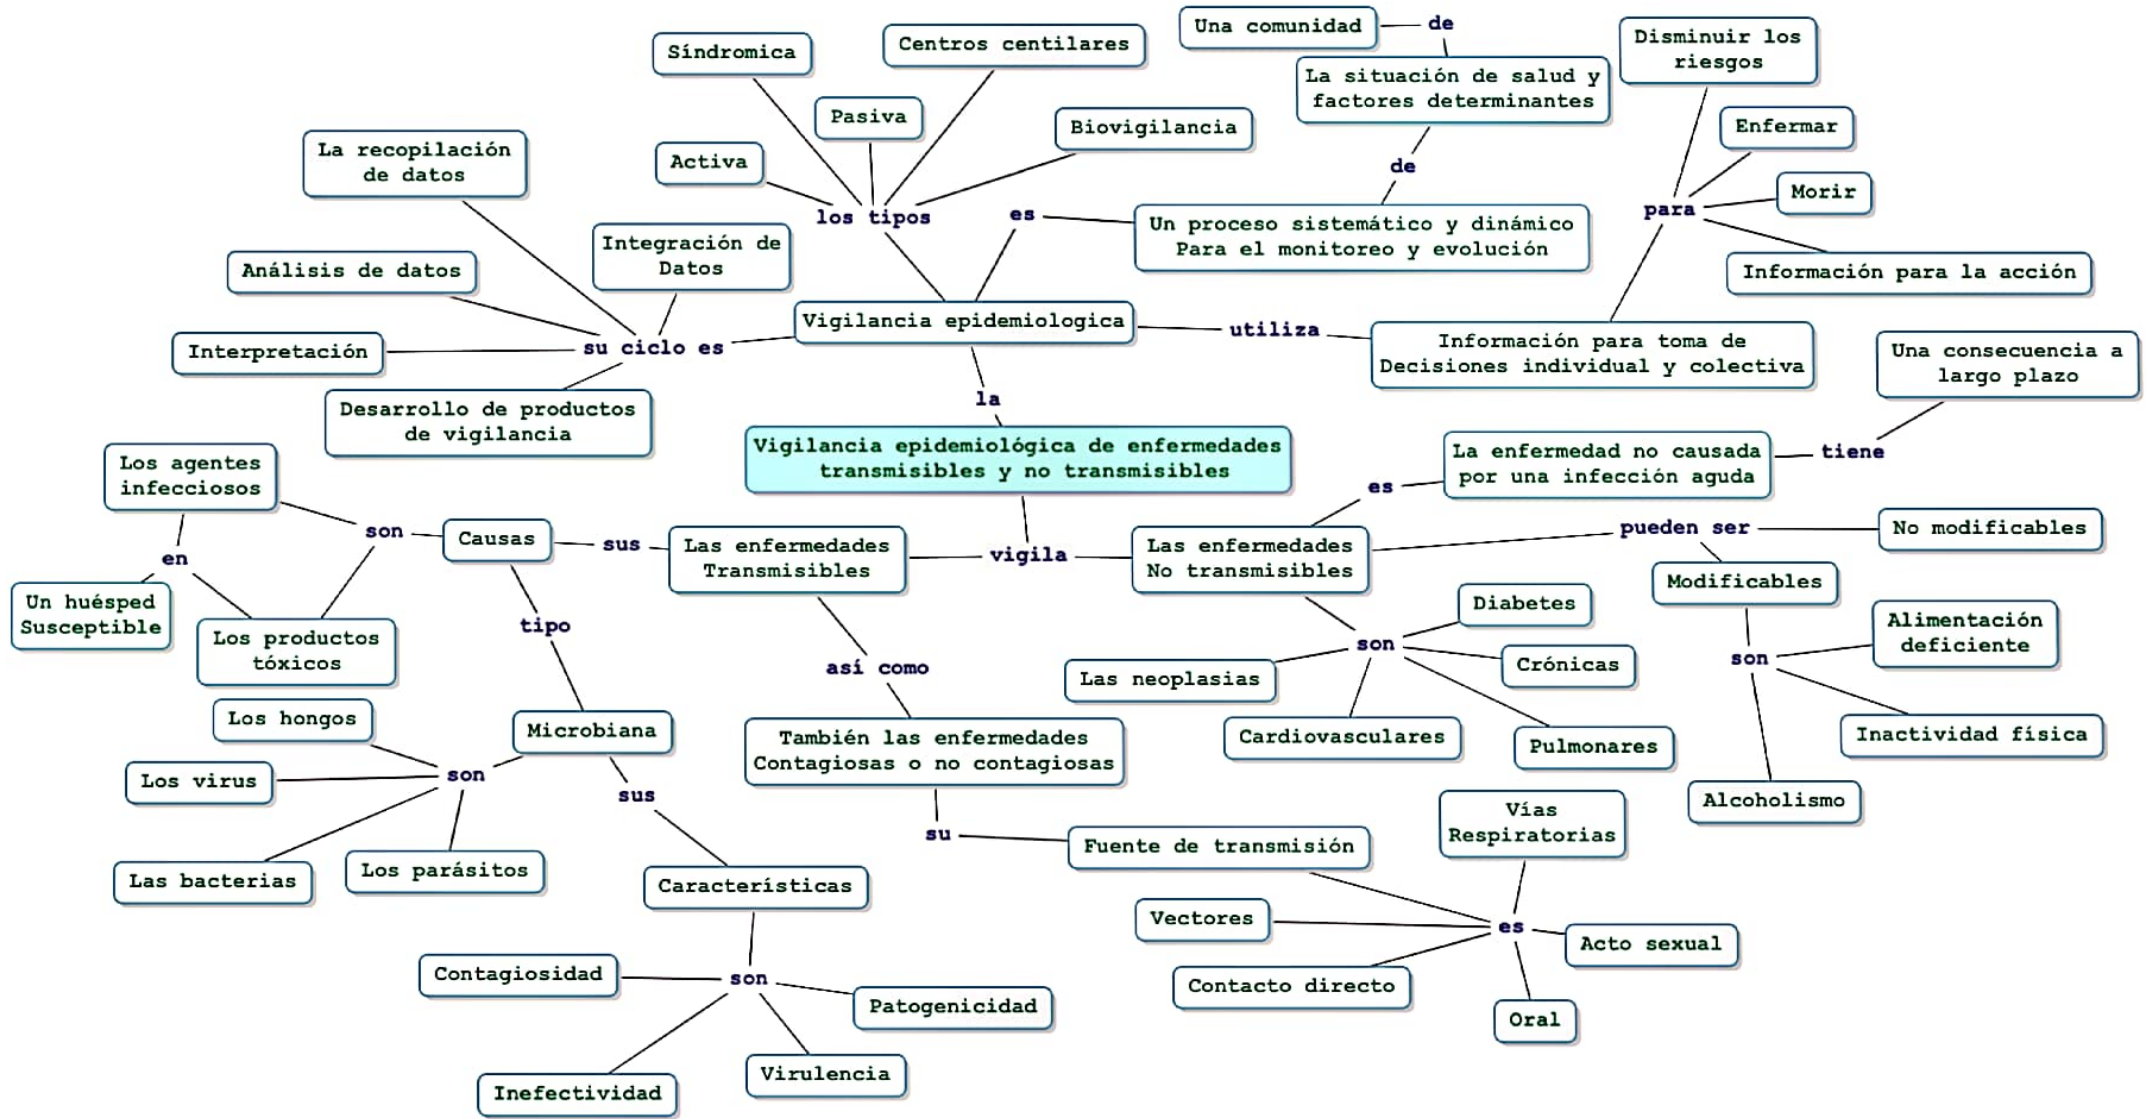 Una comunidad
de
Síndromica
Centros centilares
Disminuir los
riesgos
La situación de salud y
factores determinantes
Pasiva
Biovigilancia
Enfermar
La recopilación
de datos
Activa
de
Morir
los tipos
es
Un proceso sistemático y dinámico
Para el monitoreo y evolución
para
Integración de
Datos
Análisis de datos
Información para la acción
Vigilancia epidemiologica
utiliza
Información para toma de
Decisiones individual y colectiva
Interpretación
su ciclo es
Una consecuencia a
largo plazo
Desarrollo de productos
de vigilancia
la
Vigilancia epidemiológica de enfermedades
transmisibles y no transmisibles
La enfermedad no causada
por una infección aguda
tiene
Los agentes
infecciosos
es
son
Causas
sus
Las enfermedades
Transmisibles
vigila
Las enfermedades
No transmisibles
pueden ser
No modificables
en
Modificables
Un huésped
Susceptible
Los productos
tóxicos
tipo
Diabetes
Alimentación
deficiente
así como
son
Crónicas
son
Las neoplasias
Los hongos
Microbiana
También las enfermedades
Contagiosas o no contagiosas
Cardiovasculares
Pulmonares
Inactividad física
Los virus
son
sus
Alcoholismo
su
Fuente de transmisión
Vías
Respiratorias
Las bacterias
Los parásitos
Características
Vectores
es
Acto sexual
Contagiosidad
son
Patogenicidad
Contacto directo
Oral
Inefectividad
Virulencia